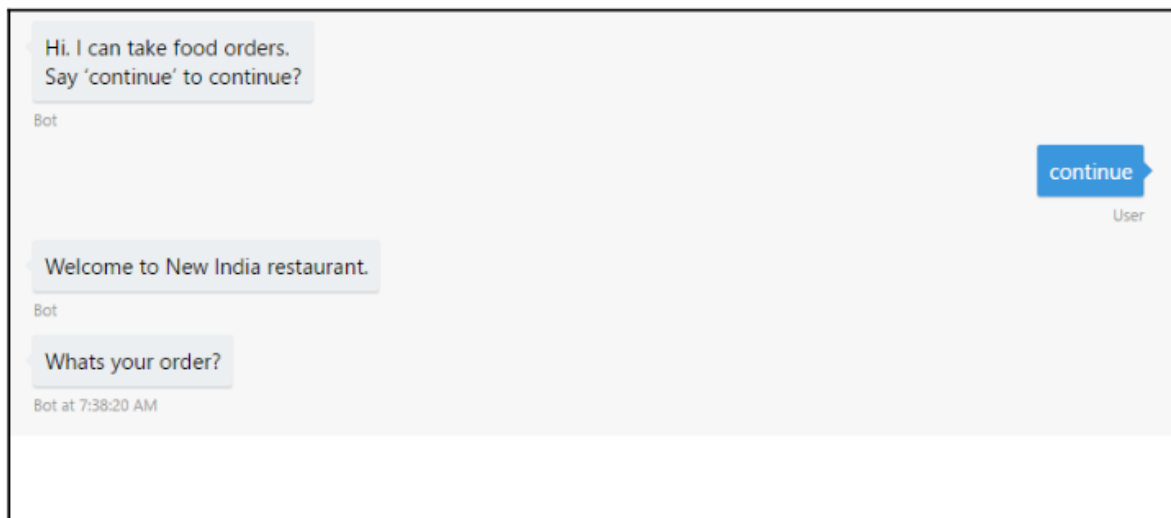 Hi. I can take food orders.
Say ‘continue’ to continue?
Bot
continue
User
Welcome to New India restaurant.
Bot
Whats your order?
Bot at 7:38:20 AM